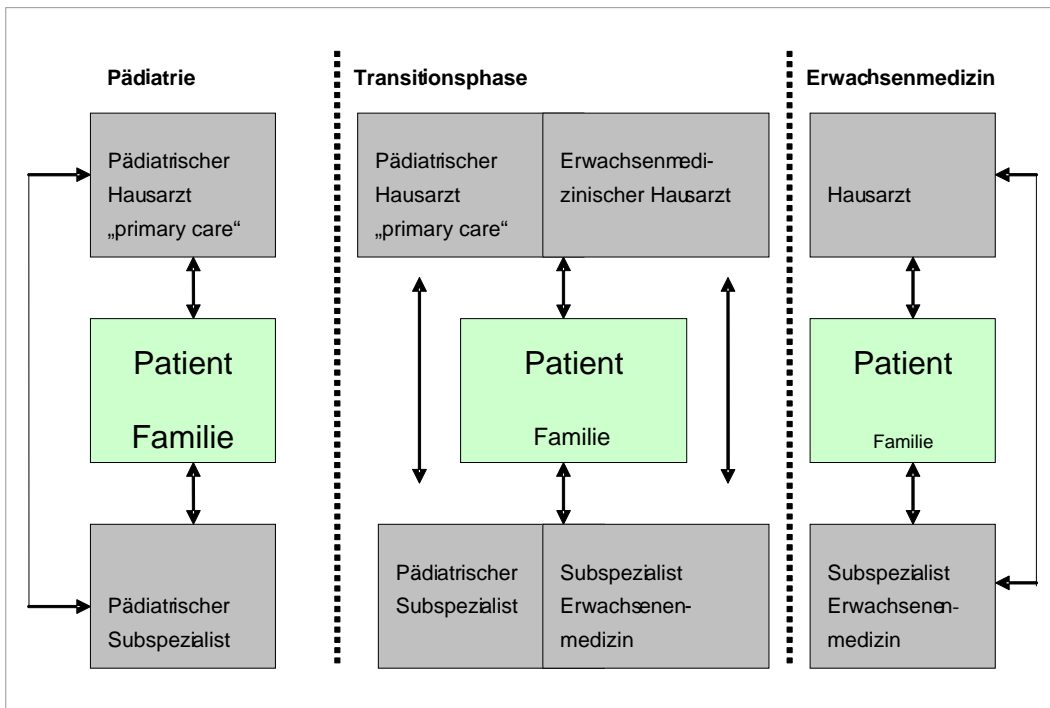 Pädiatrie
Pädiatrischer
Hausarzt
„primary care“
Patient
Familie
Pädiatrischer
Subspezialist
Transitionsphase
Pädiatrischer
Hausarzt
„primary care“
Erwachsenmedi-
zinischer Hausarzt
Patient
Familie
Pädiatrischer
Subspezialist
Subspezialist
Erwachsenen-
medizin
Erwachsenmedizin
Hausarzt
Patient
Familie
Subspezialist
Erwachsenen-
medizin